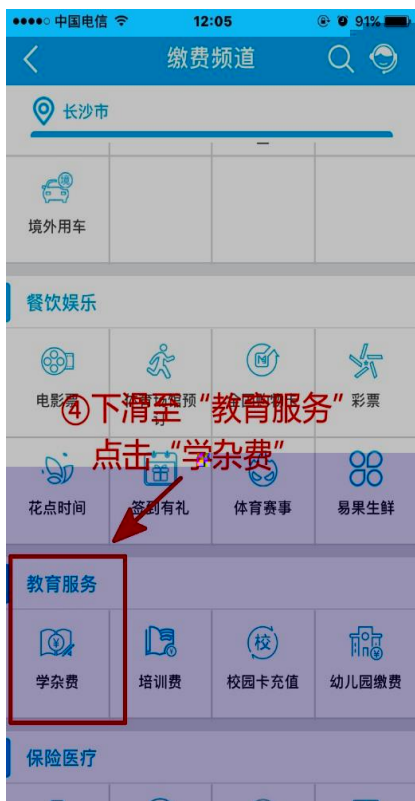 中国电信 12:05 91%
缴费频道
长沙市
境外用车
餐饮娱乐
电影票 彩票
④下滑至“教育服务”
点击“学杂费”
花点时间 签到有礼 体育赛事 易果生鲜
教育服务
校
学杂费 培训费 校园卡充值 幼儿园缴费
保险医疗